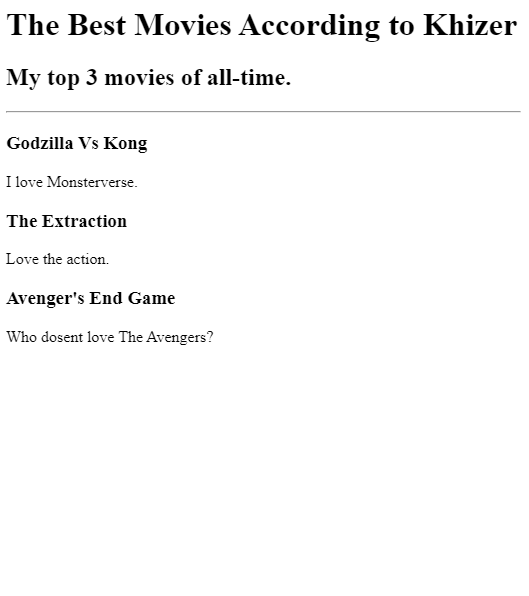 The Best Movies According to Khizer
My top 3 movies of all-time.
Godzilla Vs Kong
I love Monsterverse.
The Extraction
Love the action.
Avenger's End Game
Who dosent love The Avengers?